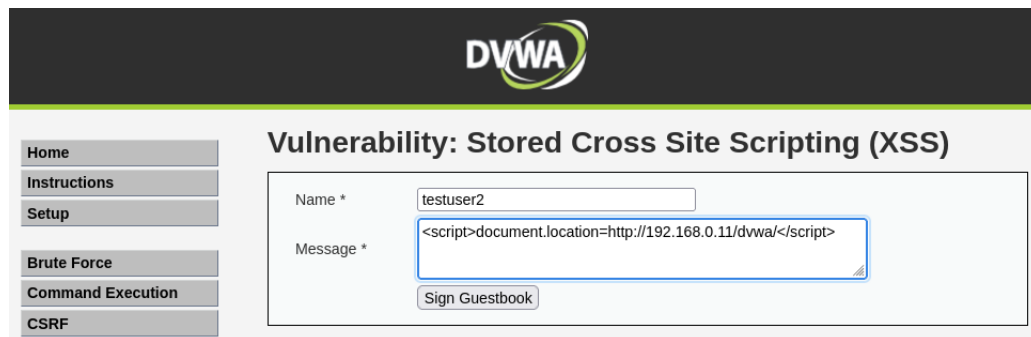 DVWA
Home
Instructions
Setup
Brute Force
Command Execution
CSRF
Vulnerability: Stored Cross Site Scripting (XSS)
Name * testuser2
Message * <script>document.location=http://192.168.0.11/dvwa/</script>
Sign Guestbook